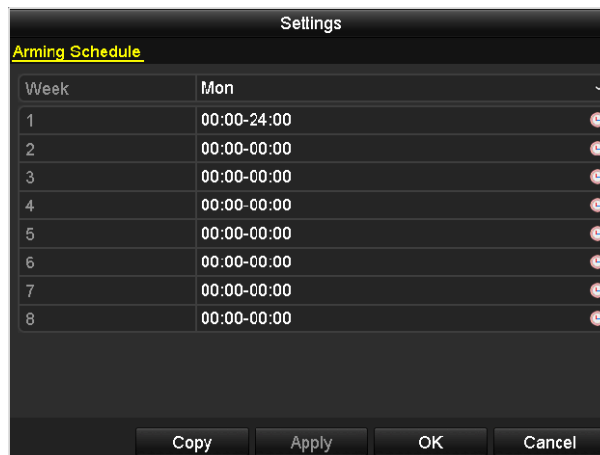 Settings
Arming Schedule
Week Mon
1 00:00-24:00
2 00:00-00:00
3 00:00-00:00
4 00:00-00:00
5 00:00-00:00
6 00:00-00:00
7 00:00-00:00
8 00:00-00:00
Copy Apply OK Cancel